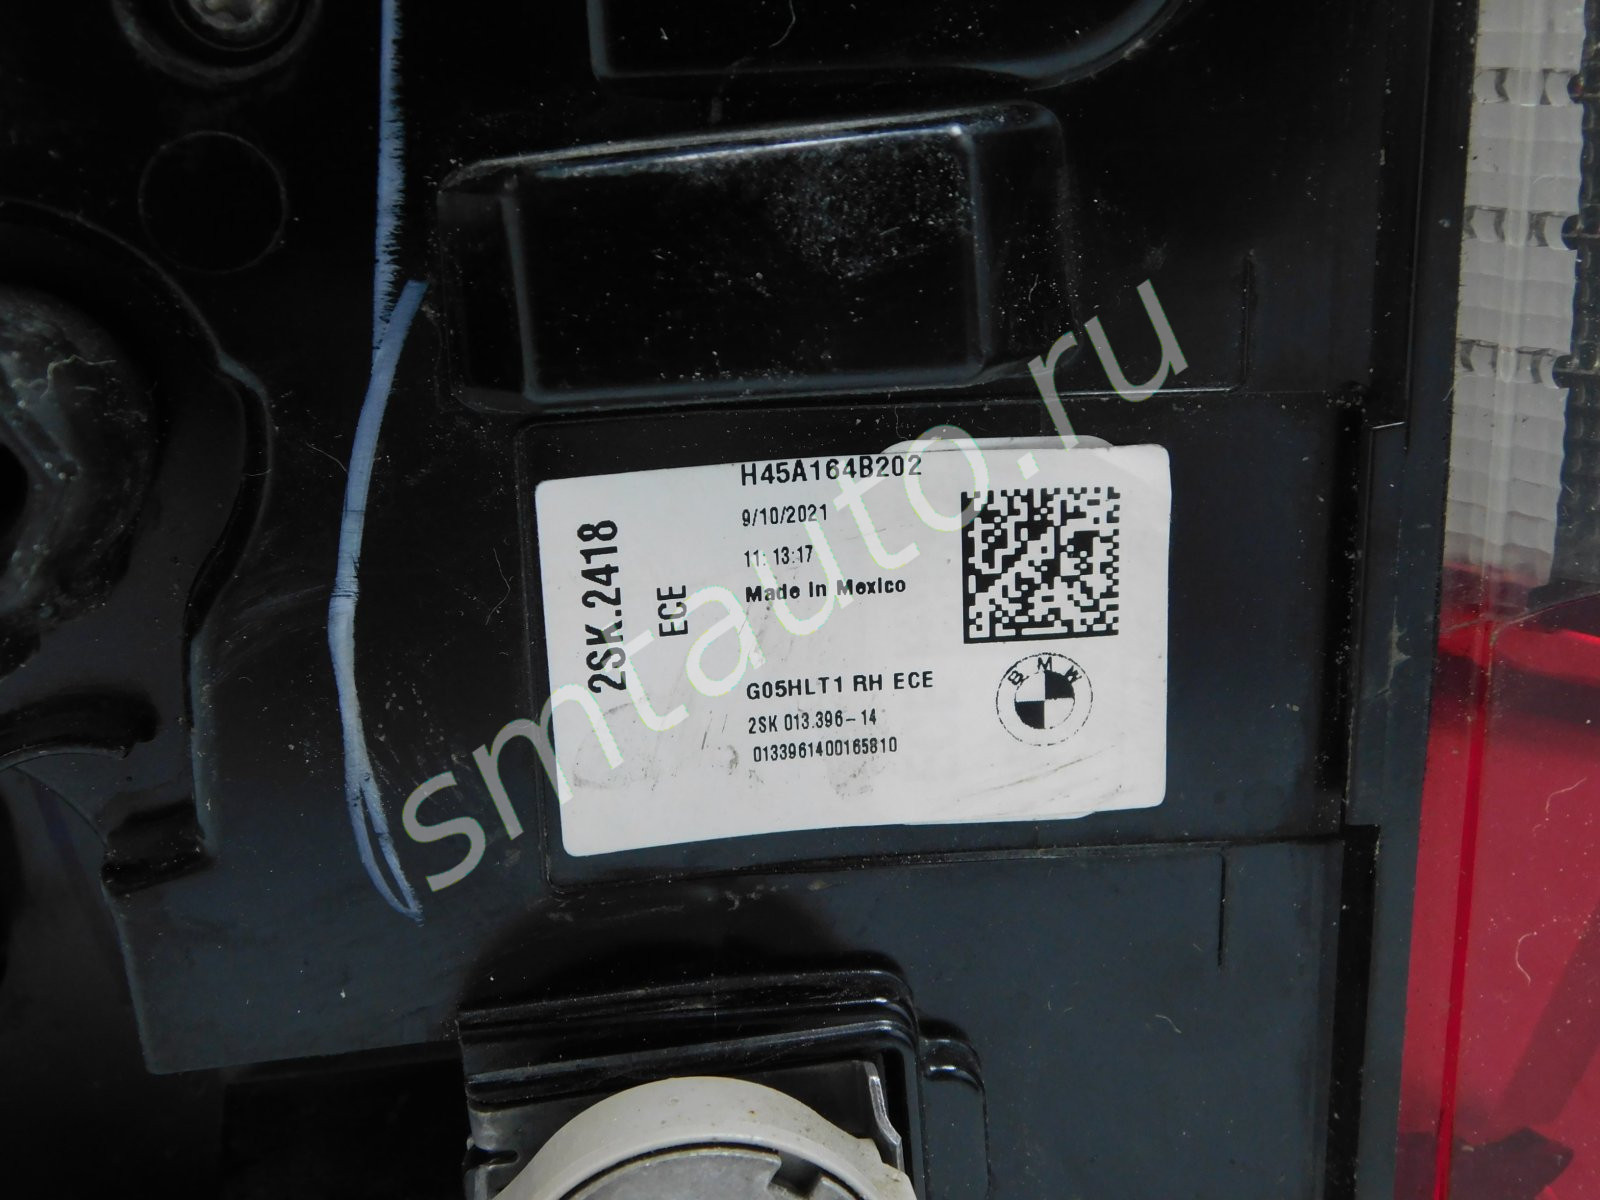 H45A164B202
9/10/2021
11:13:17
Made In Mexico
2SK.2418
ECE
G05HLT1 RH ECE
2SK 013.396-14
0133961400165810
BMW
smtauto.ru